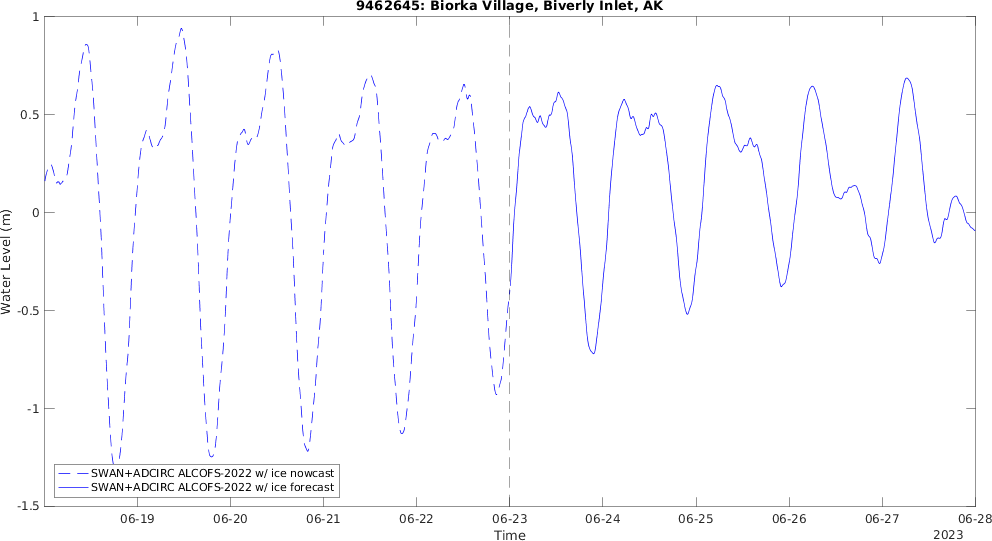 9462645: Biorka Village, Biverly Inlet, AK
1
0.5
0
-0.5
-1
-1.5
Water Level (m)
SWAN+ADCIRC ALCOFS-2022 w/ ice nowcast
SWAN+ADCIRC ALCOFS-2022 w/ ice forecast
06-19 06-20 06-21 06-22 06-23 06-24 06-25 06-26 06-27 06-28
Time 2023